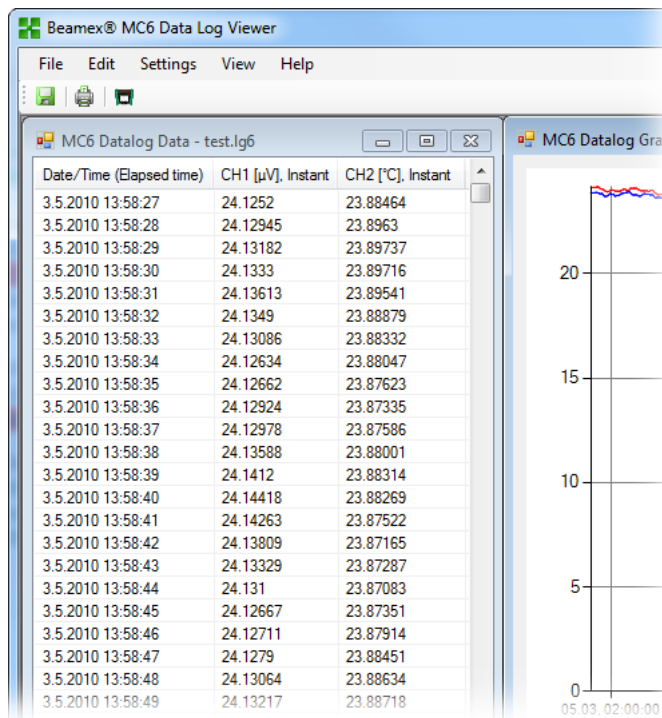 Beamex® MC6 Data Log Viewer
File Edit Settings View Help
MC6 Datalog Data - test.lg6
Date/Time (Elapsed time) CH1 [µV], Instant CH2 [°C], Instant
3.5.2010 13:58:27 24.1252 23.88464
3.5.2010 13:58:28 24.12945 23.8963
3.5.2010 13:58:29 24.13182 23.89737
3.5.2010 13:58:30 24.1333 23.89716
3.5.2010 13:58:31 24.13613 23.89541
3.5.2010 13:58:32 24.1349 23.88879
3.5.2010 13:58:33 24.13086 23.88332
3.5.2010 13:58:34 24.12634 23.88047
3.5.2010 13:58:35 24.12662 23.87623
3.5.2010 13:58:36 24.12924 23.87335
3.5.2010 13:58:37 24.12978 23.87586
3.5.2010 13:58:38 24.13588 23.88001
3.5.2010 13:58:39 24.1412 23.88314
3.5.2010 13:58:40 24.14418 23.88269
3.5.2010 13:58:41 24.14263 23.87522
3.5.2010 13:58:42 24.13809 23.87165
3.5.2010 13:58:43 24.13329 23.87287
3.5.2010 13:58:44 24.131 23.87083
3.5.2010 13:58:45 24.12667 23.87351
3.5.2010 13:58:46 24.12711 23.87914
3.5.2010 13:58:47 24.1279 23.88451
3.5.2010 13:58:48 24.13064 23.88634
3.5.2010 13:58:49 24.13217 23.88718
MC6 Datalog Gra
20
15
10
5
0
05.03, 02:00:00